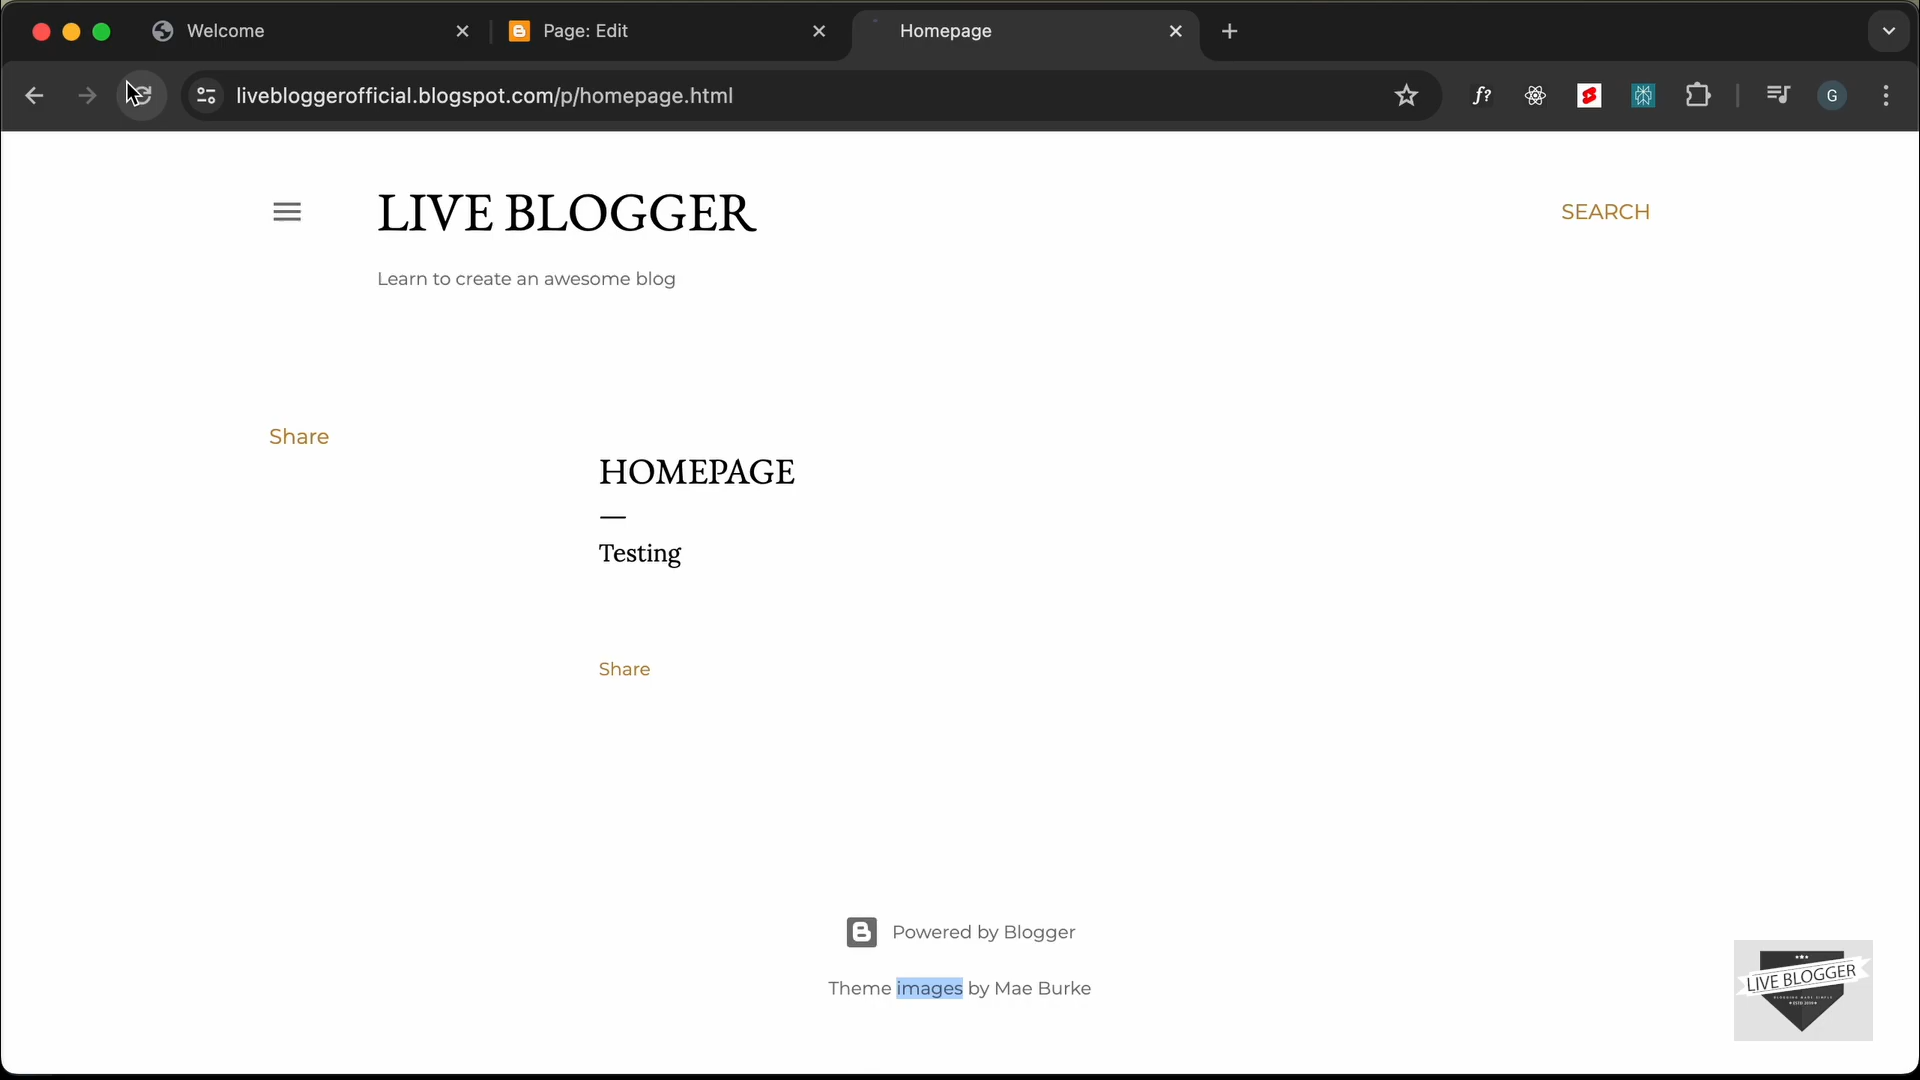 Welcome
Page: Edit
Homepage
livebloggerofficial.blogspot.com/p/homepage.html
f?
G
LIVE BLOGGER
SEARCH
Learn to create an awesome blog
Share
HOMEPAGE
Testing
Share
Powered by Blogger
Theme images by Mae Burke
LIVE BLOGGER